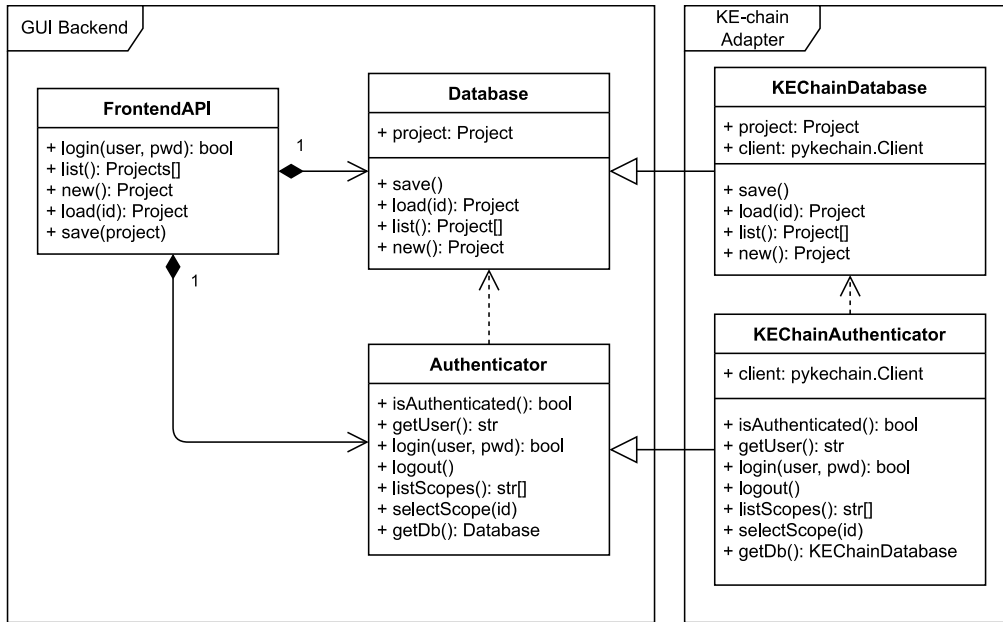 GUI Backend
FrontendAPI
+ login(user, pwd): bool
+ list(): Projects[]
+ new(): Project
+ load(id): Project
+ save(project)
1
1
Database
+ project: Project
+ save()
+ load(id): Project
+ list(): Project[]
+ new(): Project
Authenticator
+ isAuthenticated(): bool
+ getUser(): str
+ login(user, pwd): bool
+ logout()
+ listScopes(): str[]
+ selectScope(id)
+ getDb(): Database
KE-chain
Adapter
KEChainDatabase
+ project: Project
+ client: pykechain.Client
+ save()
+ load(id): Project
+ list(): Project[]
+ new(): Project
KEChainAuthenticator
+ client: pykechain.Client
+ isAuthenticated(): bool
+ getUser(): str
+ login(user, pwd): bool
+ logout()
+ listScopes(): str[]
+ selectScope(id)
+ getDb(): KEChainDatabase